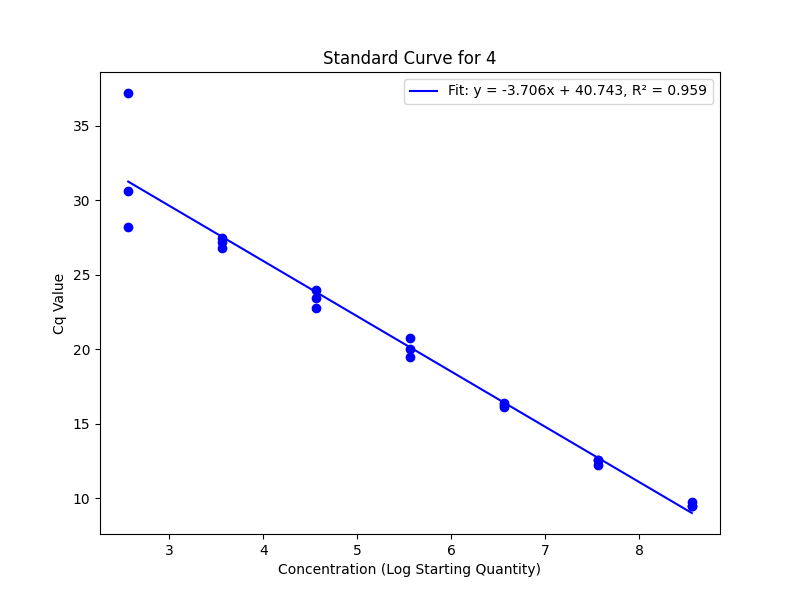 Standard Curve for 4
Fit: y = -3.706x + 40.743, R² = 0.959
35
30
25
20
15
10
Cq Value
3 4 5 6 7 8
Concentration (Log Starting Quantity)